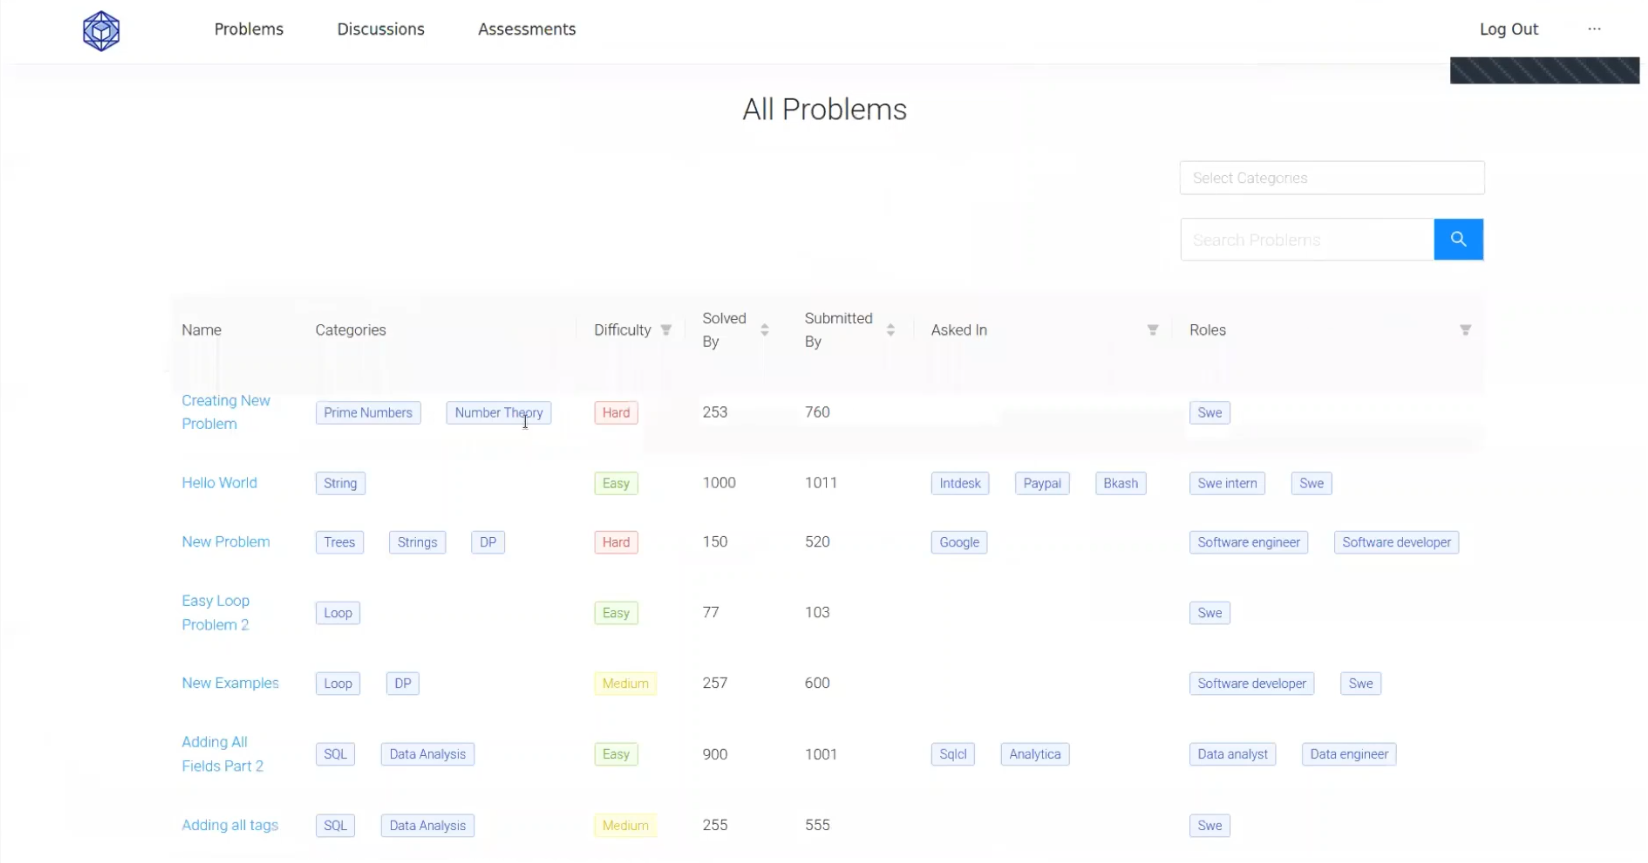 Problems Discussions Assessments Log Out ...
All Problems
Select Categories
Search Problems
Name Categories Difficulty Solved By Submitted By Asked In Roles
Creating New Problem Prime Numbers Number Theory Hard 253 760 Swe
Hello World String Easy 1000 1011 Intdesk Paypal Bkash Swe intern Swe
New Problem Trees Strings DP Hard 150 520 Google Software engineer Software developer
Easy Loop Problem 2 Loop Easy 77 103 Swe
New Examples Loop DP Medium 257 600 Software developer Swe
Adding All Fields Part 2 SQL Data Analysis Easy 900 1001 Sqlcl Analytica Data analyst Data engineer
Adding all tags SQL Data Analysis Medium 255 555 Swe